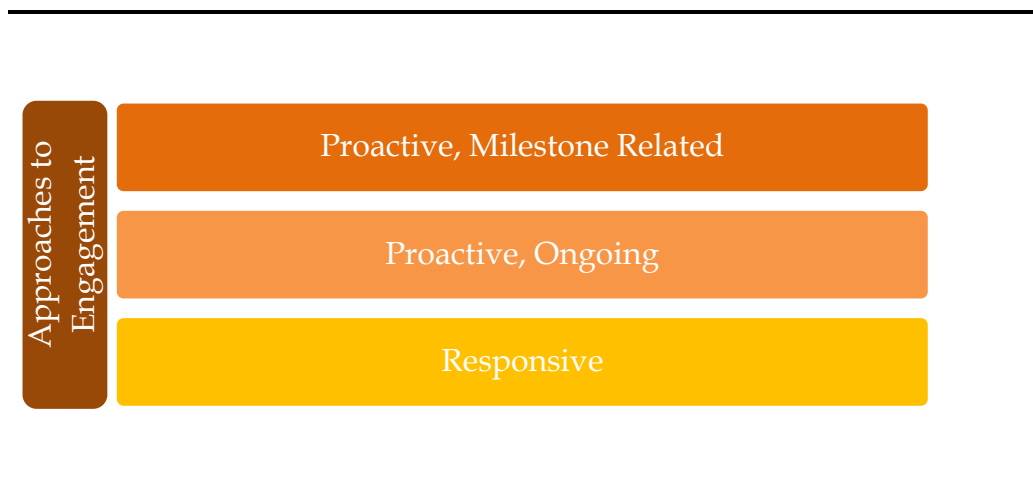 Approaches to
Engagement
Proactive, Milestone Related
Proactive, Ongoing
Responsive